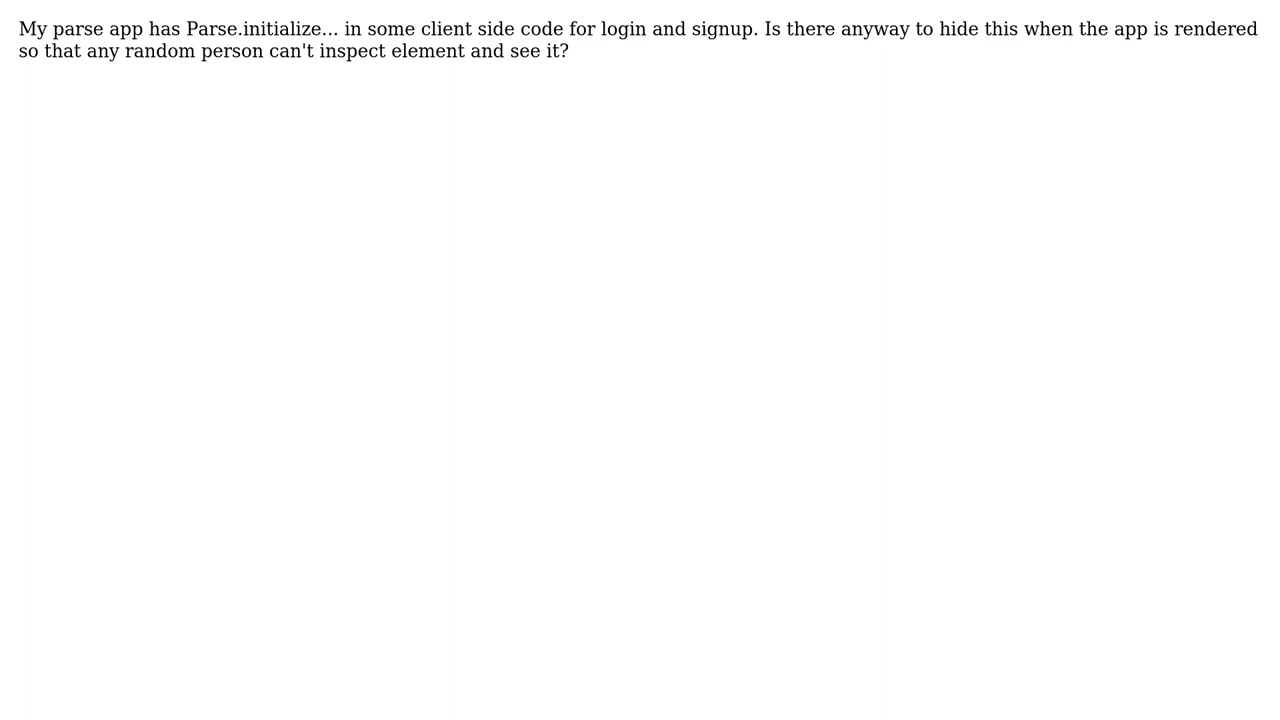 My parse app has Parse.initialize... in some client side code for login and signup. Is there anyway to hide this when the app is rendered
so that any random person can't inspect element and see it?